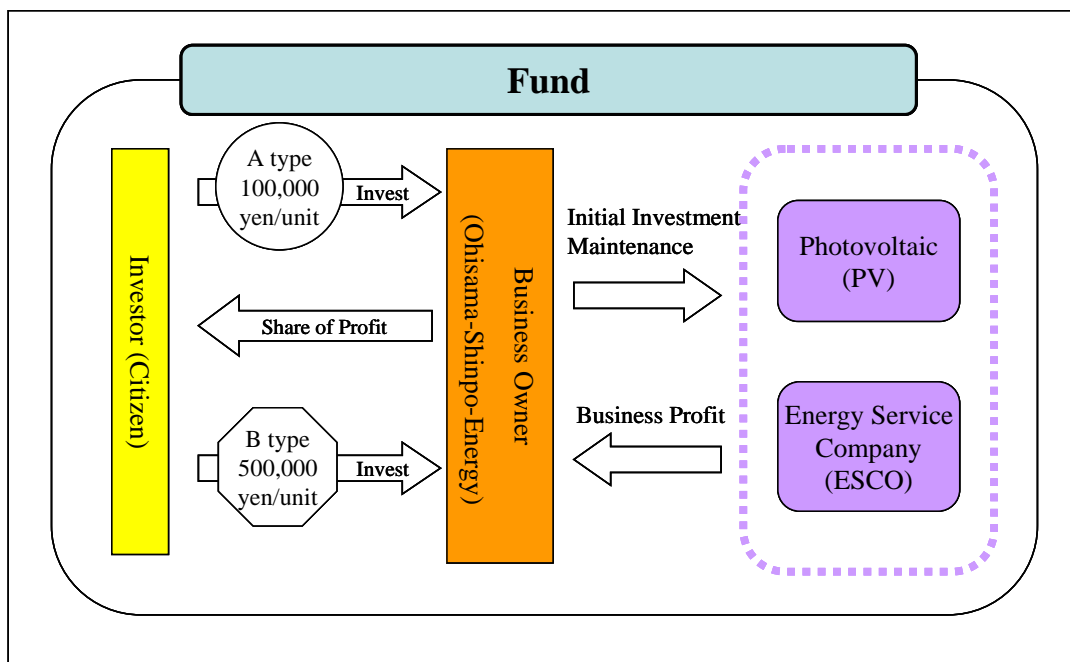 Fund
Investor (Citizen)
A type
100,000
yen/unit
Invest
Share of Profit
B type
500,000
yen/unit
Invest
Business Owner
(Ohisama-Shinpo-Energy)
Initial Investment
Maintenance
Business Profit
Photovoltaic
(PV)
Energy Service
Company
(ESCO)